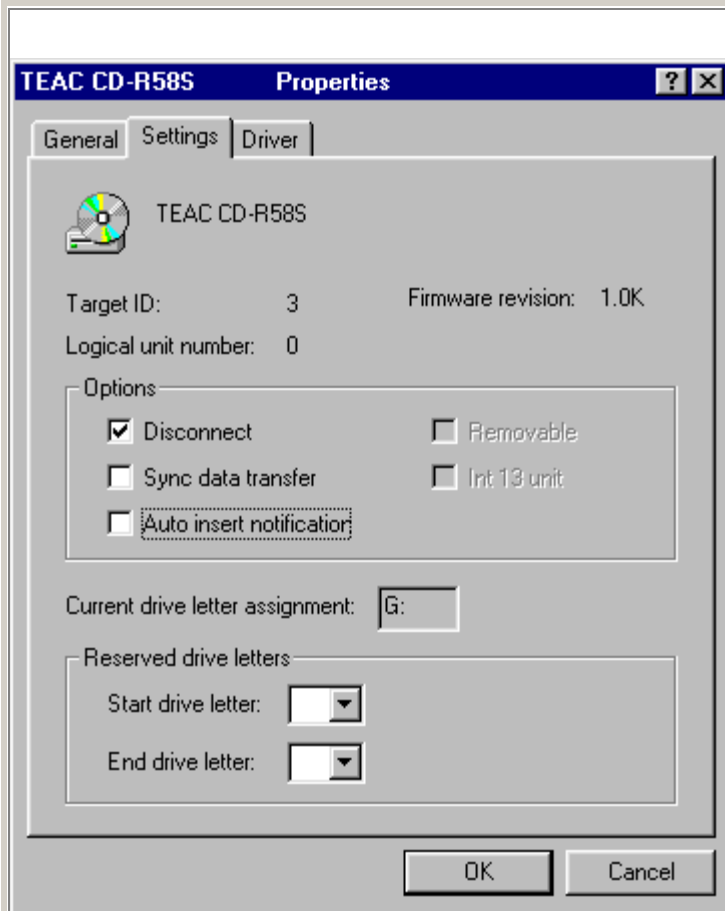 TEAC CD-R58S Properties
General Settings Driver
TEAC CD-R58S
Target ID: 3 Firmware revision: 1.0K
Logical unit number: 0
Options
Disconnect Removable
Sync data transfer Int 13 unit
Auto insert notification
Current drive letter assignment: G:
Reserved drive letters
Start drive letter:
End drive letter:
OK Cancel